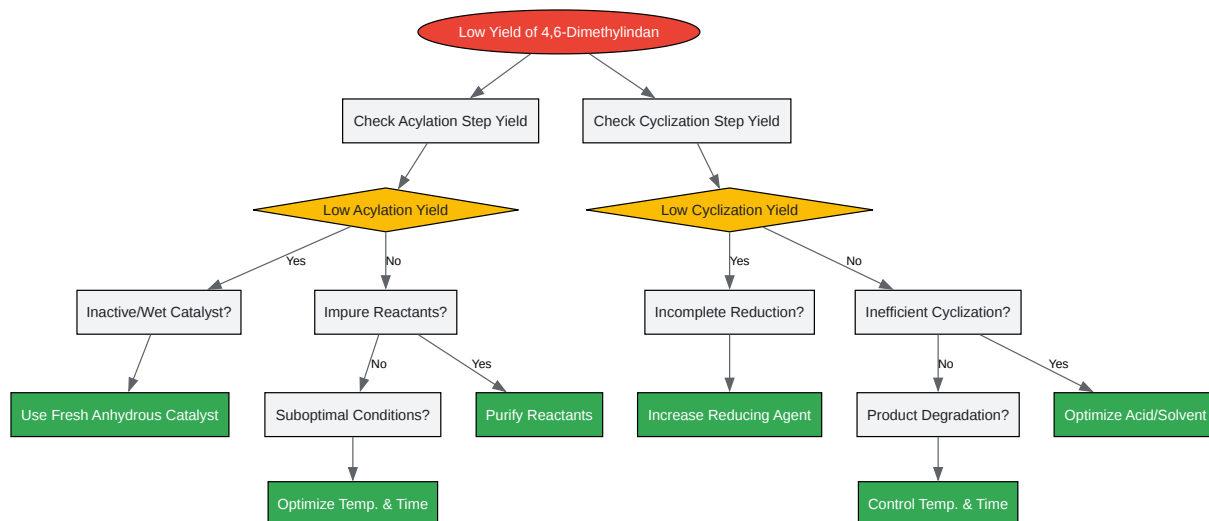 Low Yield of 4,6-Dimethylindan
Check Acylation Step Yield
Check Cyclization Step Yield
Low Acylation Yield
Low Cyclization Yield
Yes
No
Yes
No
Inactive/Wet Catalyst?
Impure Reactants?
Incomplete Reduction?
Inefficient Cyclization?
No
Yes
No
Yes
Use Fresh Anhydrous Catalyst
Suboptimal Conditions?
Purify Reactants
Increase Reducing Agent
Product Degradation?
Optimize Acid/Solvent
Optimize Temp. & Time
Control Temp. & Time